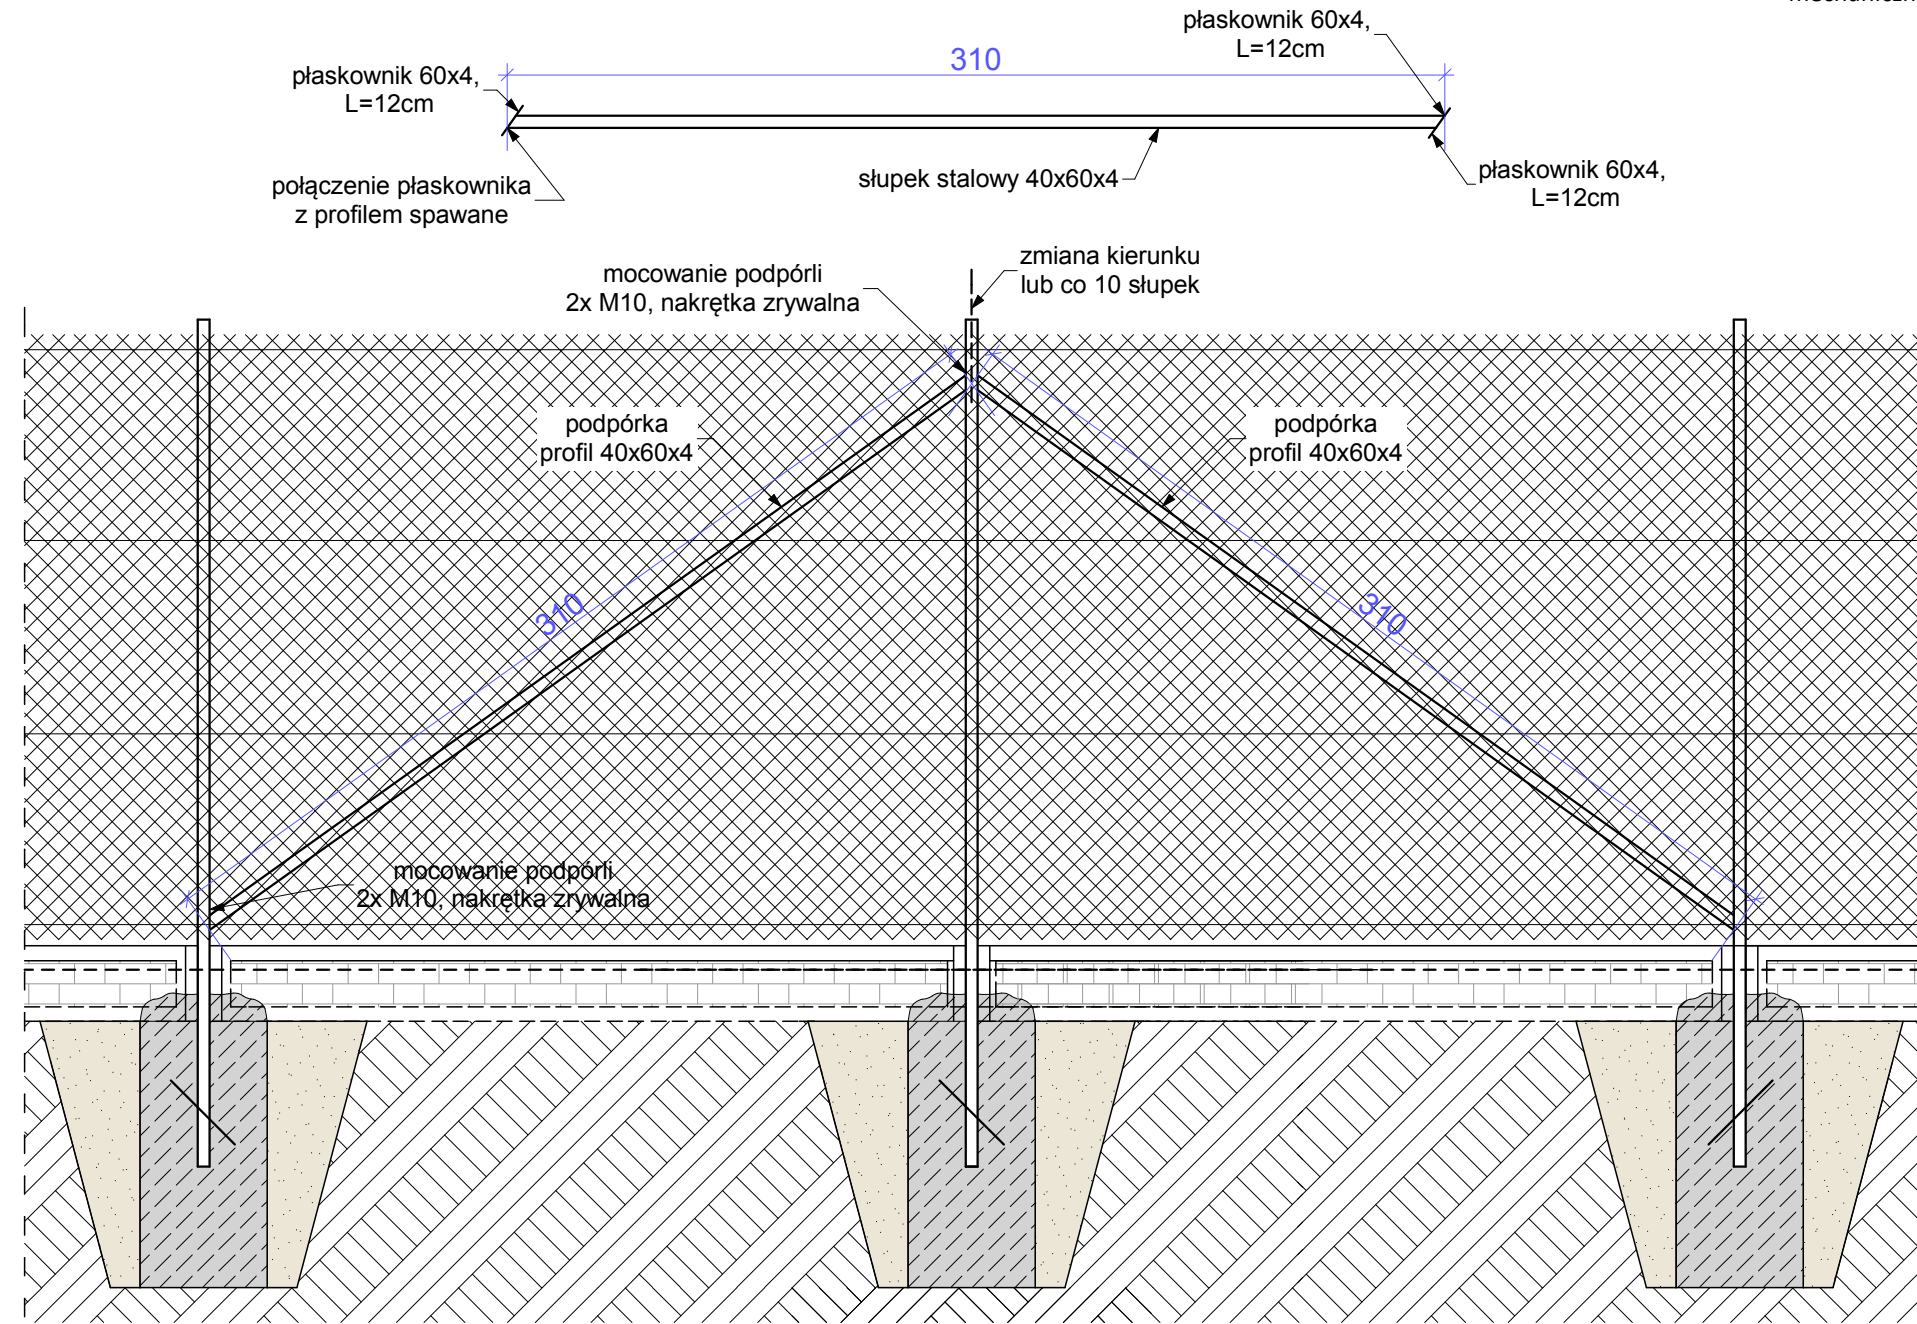 płaskownik 60x4,
L=12cm
310
płaskownik 60x4,
L=12cm
połączenie płaskownika
z profilem spawane
słupek stalowy 40x60x4
płaskownik 60x4,
L=12cm
mocowanie podpórli
2x M10, nakrętka zrywalna
zmiana kierunku
lub co 10 słupek
podpórka
profil 40x60x4
podpórka
profil 40x60x4
310
310
mocowanie podpórli
2x M10, nakrętka zrywalna